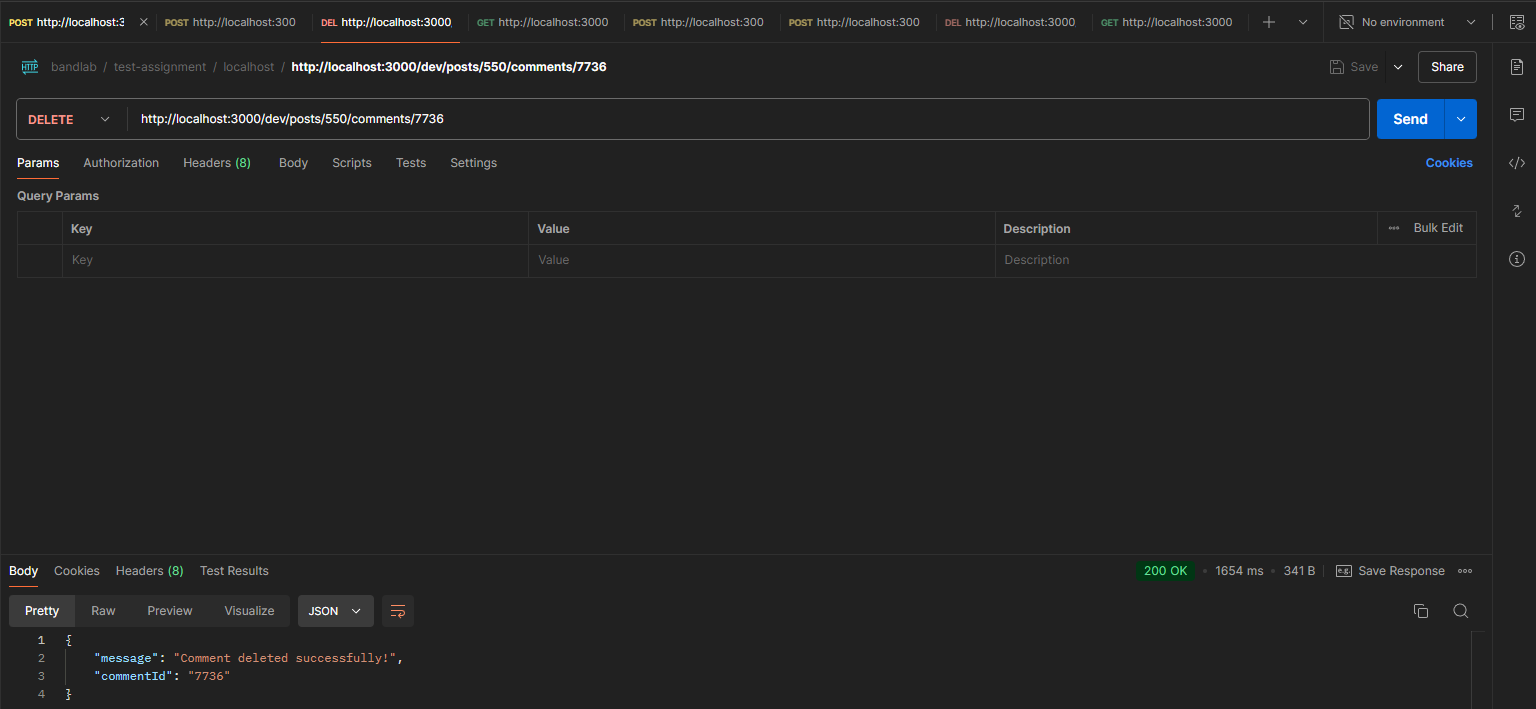 POST http://localhost:3 POST http://localhost:300 DEL http://localhost:3000 GET http://localhost:3000 POST http://localhost:300 POST http://localhost:300 DEL http://localhost:3000 GET http://localhost:3000 No environment
HTTP bandlab / test-assignment / localhost / http://localhost:3000/dev/posts/550/comments/7736 Save Share
DELETE http://localhost:3000/dev/posts/550/comments/7736 Send
Params Authorization Headers (8) Body Scripts Tests Settings Cookies
Query Params
Key Value Description Bulk Edit
Key Value Description
Body Cookies Headers (8) Test Results 200 OK 1654 ms 341 B e.g. Save Response
Pretty Raw Preview Visualize JSON
1 {
2 "message": "Comment deleted successfully!",
3 "commentId": "7736"
4 }